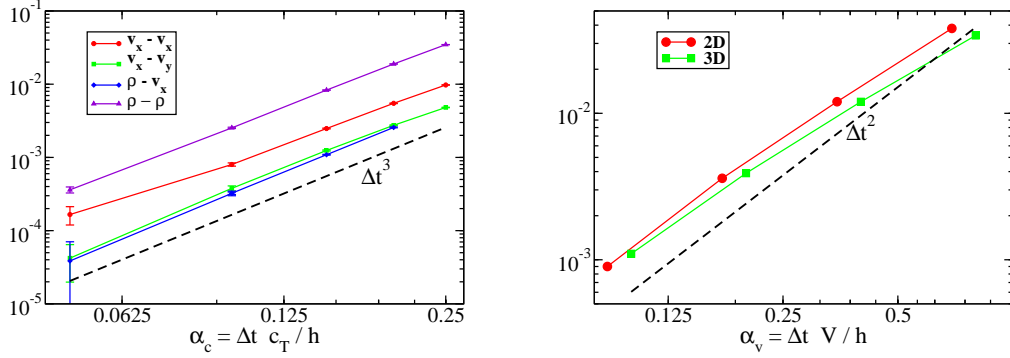 10^-1
10^-2
10^-3
10^-4
10^-5
v_x - v_x
v_x - v_y
ρ - v_x
ρ − ρ
Δt^3
0.0625
0.125
0.25
α_c = Δt c_T / h
10^-2
10^-3
2D
3D
Δt^2
0.125
0.25
0.5
α_v = Δt V / h